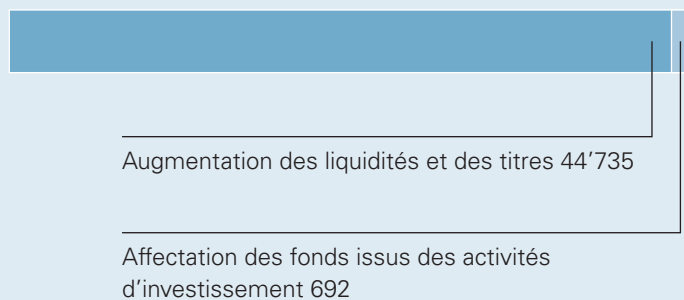 Augmentation des liquidités et des titres 44’735
Affectation des fonds issus des activités
d’investissement 692